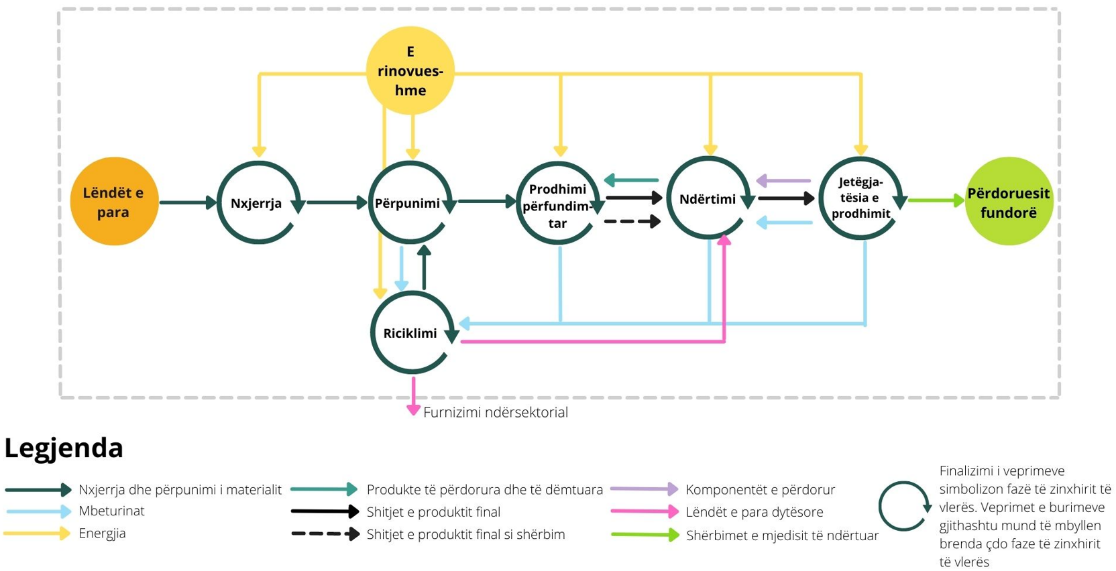 E
rinovues-
hme
Lëndët e
para
Nxjerrja
Përpunimi
Prodhimi
përfundim-
tar
Ndërtimi
Jetëgja-
tësia e
prodhimit
Përdoruesit
fundorë
Riciklimi
Furnizimi ndërsektorial
Legjenda
Nxjerrja dhe përpunimi i materialit
Mbeturinat
Energjia
Produkte të përdorura dhe të dëmtuara
Shitjet e produktit final
Shitjet e produktit final si shërbim
Komponentët e përdorur
Lëndët e para dytësore
Shërbimet e mjedisit të ndërtuar
Finalizimi i veprimeve
simbolizon fazë të zinxhirit të
vlerës. Veprimet e burimeve
gjithashtu mund të mbyllen
brenda çdo faze të zinxhirit
të vlerës